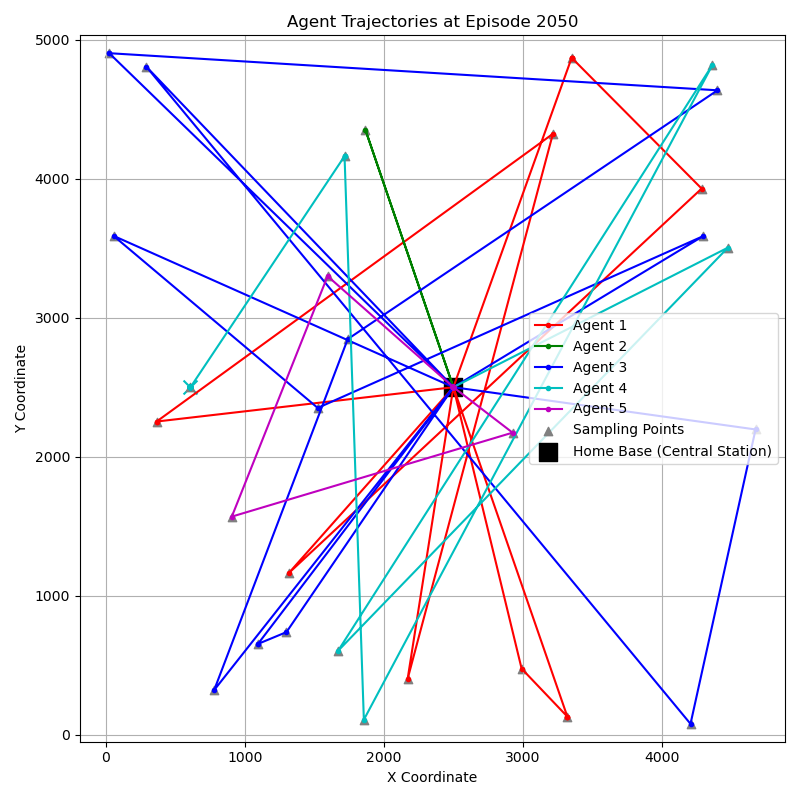 Agent Trajectories at Episode 2050
5000
4000
3000
2000
1000
0
Y Coordinate
0 1000 2000 3000 4000
X Coordinate
Agent 1
Agent 2
Agent 3
Agent 4
Agent 5
Sampling Points
Home Base (Central Station)